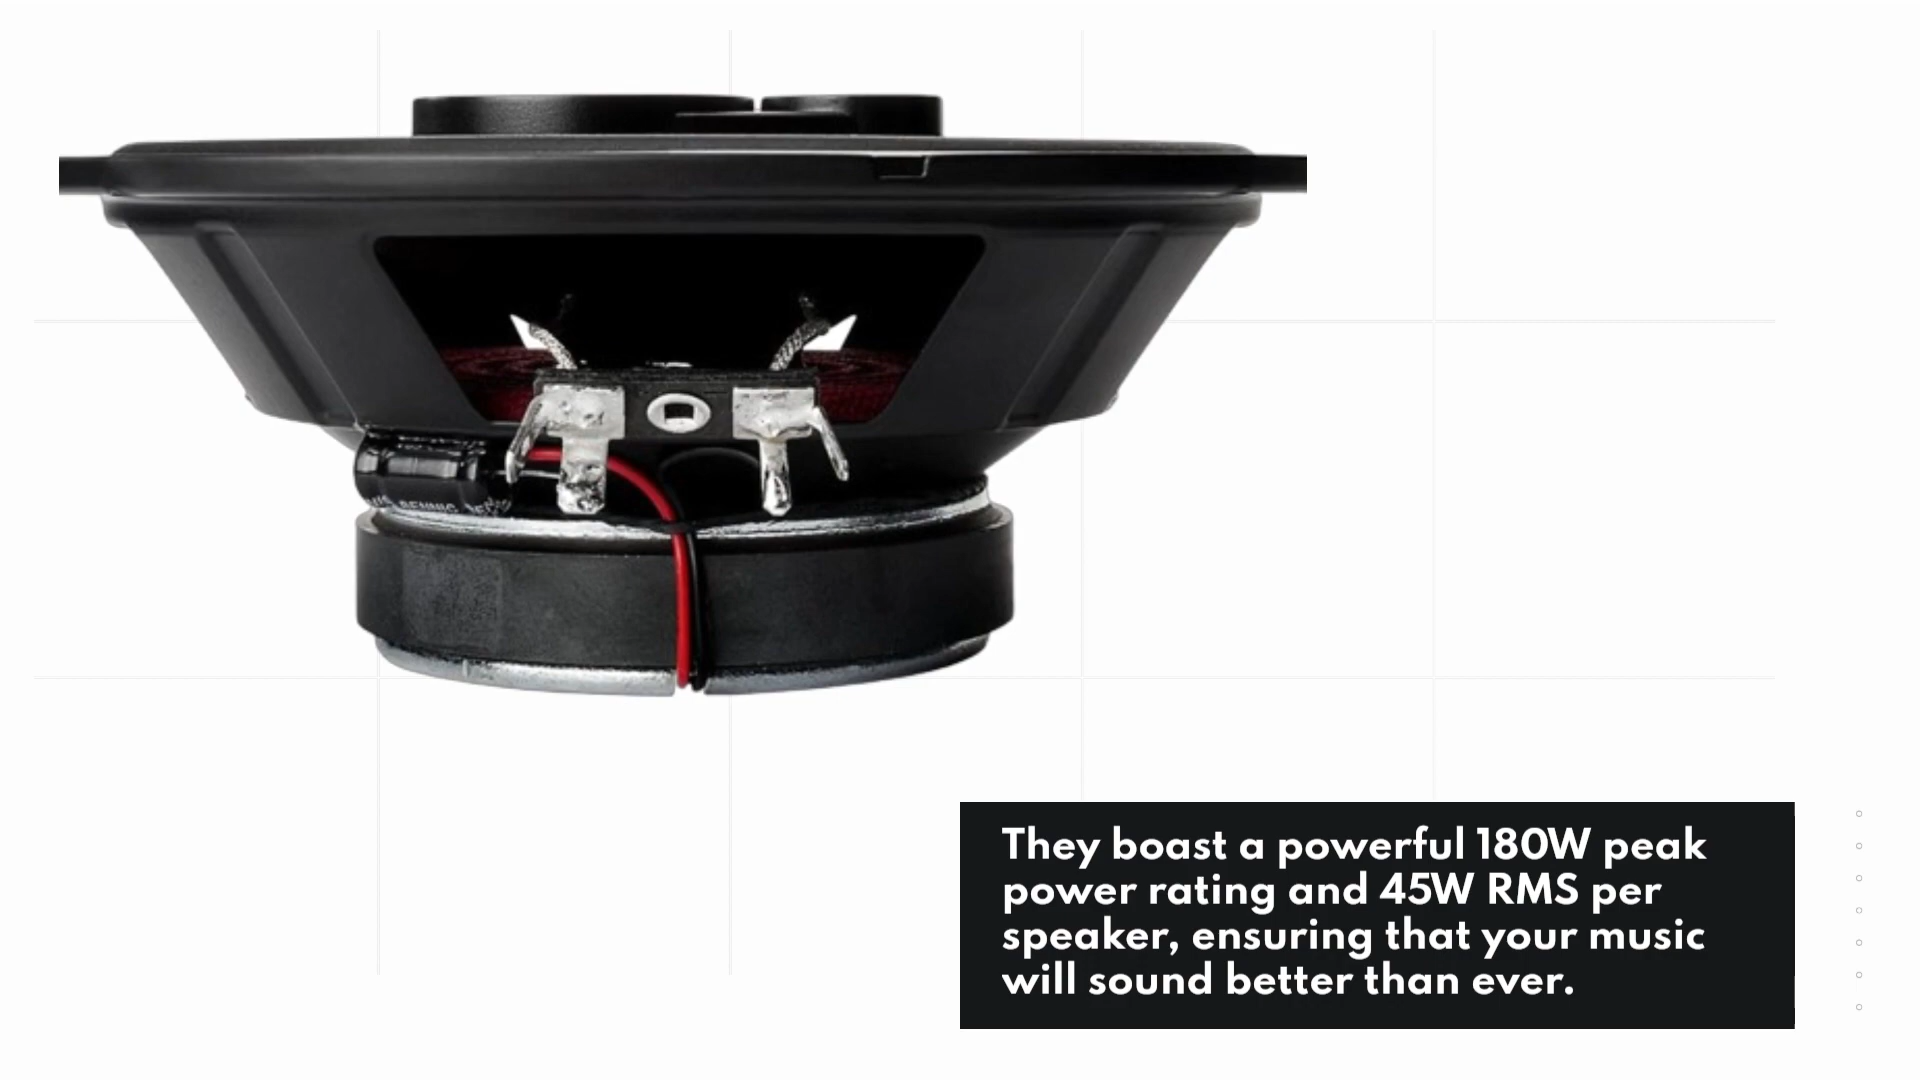 BENNIC
They boast a powerful 180W peak
power rating and 45W RMS per
speaker, ensuring that your music
will sound better than ever.